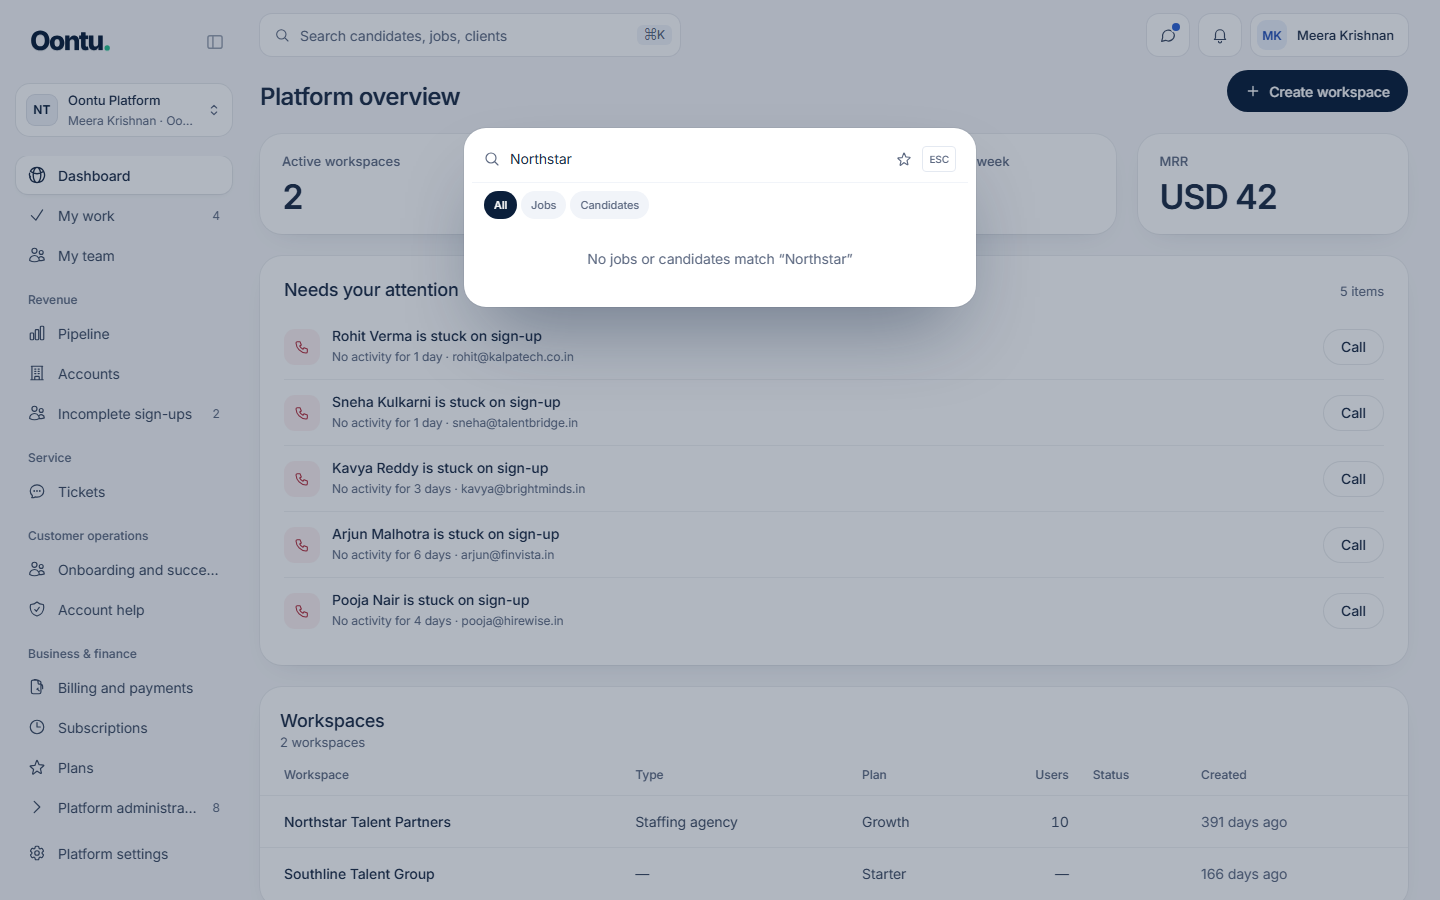 Oontu.
Search candidates, jobs, clients
⌘K
MK
Meera Krishnan
NT
Oontu Platform
Meera Krishnan · Oo...
Dashboard
My work
4
My team
Revenue
Pipeline
Accounts
Incomplete sign-ups
2
Service
Tickets
Customer operations
Onboarding and succe...
Account help
Business & finance
Billing and payments
Subscriptions
Plans
Platform administra...
8
Platform settings
Platform overview
Create workspace
Active workspaces
2
week
MRR
USD 42
Northstar
ESC
All
Jobs
Candidates
No jobs or candidates match “Northstar”
Needs your attention
5 items
Rohit Verma is stuck on sign-up
No activity for 1 day · rohit@kalpatech.co.in
Call
Sneha Kulkarni is stuck on sign-up
No activity for 1 day · sneha@talentbridge.in
Call
Kavya Reddy is stuck on sign-up
No activity for 3 days · kavya@brightminds.in
Call
Arjun Malhotra is stuck on sign-up
No activity for 6 days · arjun@finvista.in
Call
Pooja Nair is stuck on sign-up
No activity for 4 days · pooja@hirewise.in
Call
Workspaces
2 workspaces
Workspace Type Plan Users Status Created
Northstar Talent Partners Staffing agency Growth 10 391 days ago
Southline Talent Group — Starter — 166 days ago